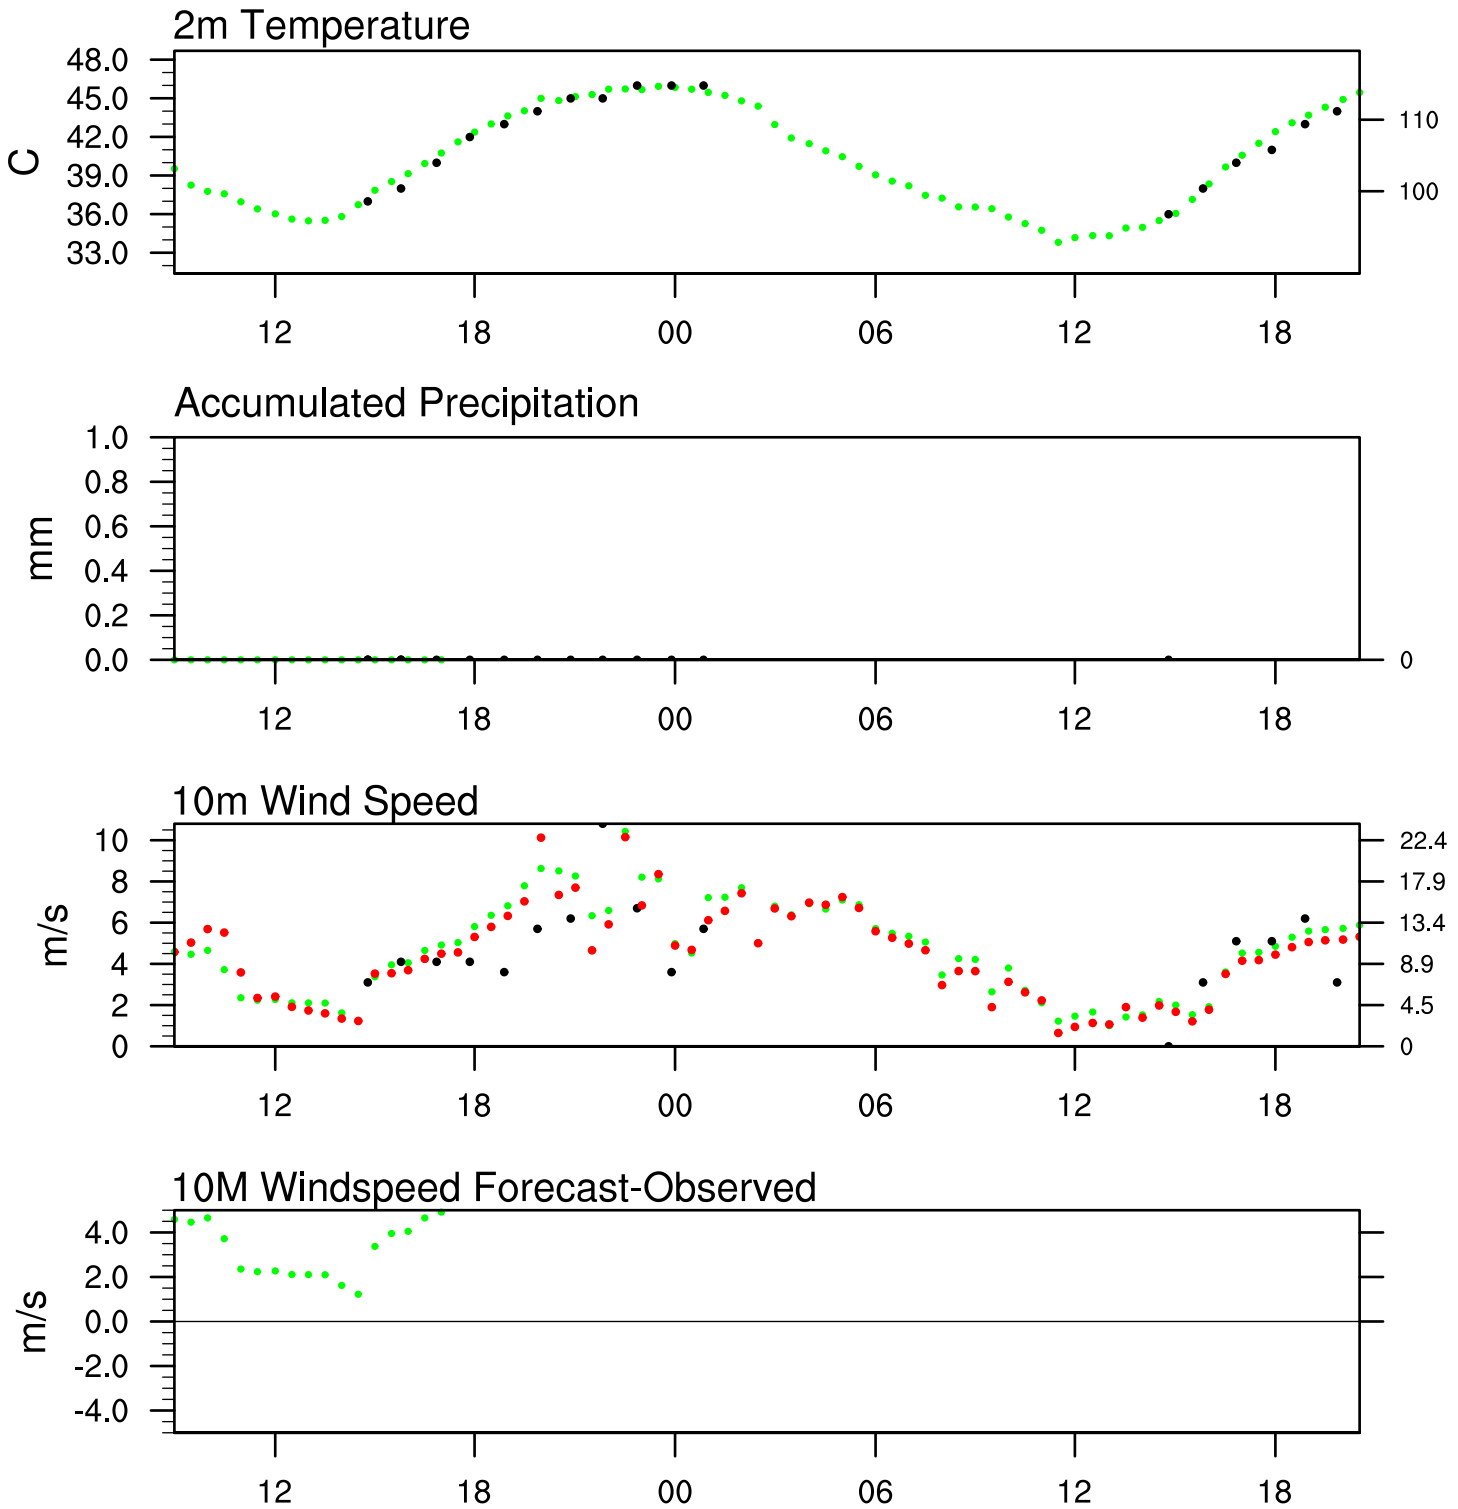 2m Temperature
48.0
45.0
42.0
39.0
36.0
33.0
C
110
100
12 18 00 06 12 18
Accumulated Precipitation
1.0
0.8
0.6
0.4
0.2
0.0
mm
0
12 18 00 06 12 18
10m Wind Speed
10
8
6
4
2
0
m/s
22.4
17.9
13.4
8.9
4.5
0
12 18 00 06 12 18
10M Windspeed Forecast-Observed
4.0
2.0
0.0
-2.0
-4.0
m/s
12 18 00 06 12 18